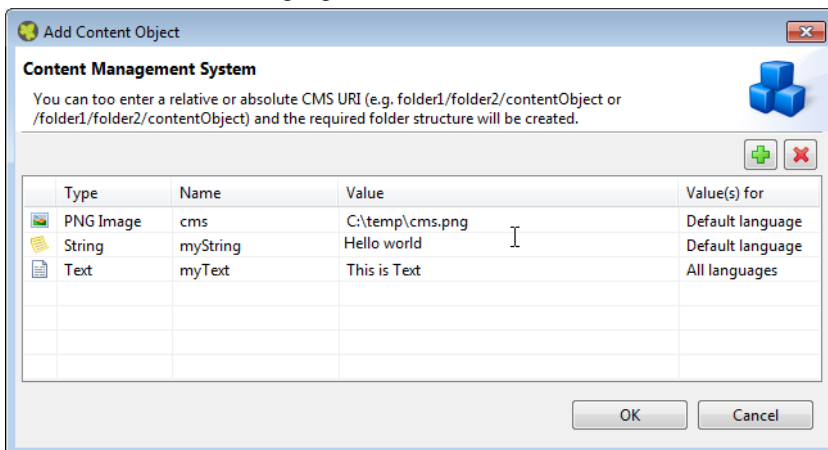 Add Content Object
Content Management System
You can too enter a relative or absolute CMS URI (e.g. folder1/folder2/contentObject or
/folder1/folder2/contentObject) and the required folder structure will be created.
Type Name Value Value(s) for
PNG Image cms C:\temp\cms.png Default language
String myString Hello world Default language
Text myText This is Text All languages
OK Cancel